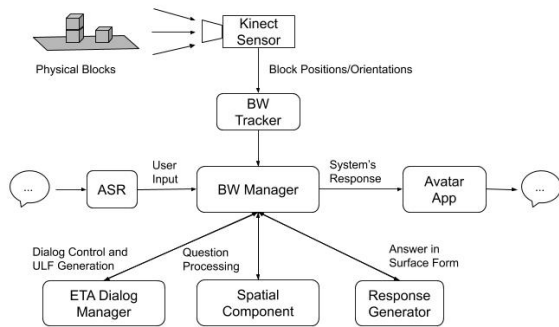 Kinect
Sensor
Physical Blocks
Block Positions/Orientations
BW
Tracker
User
Input
System's
Response
...
ASR
BW Manager
Avatar
App
...
Dialog Control and
ULF Generation
Question
Processing
Answer in
Surface Form
ETA Dialog
Manager
Spatial
Component
Response
Generator